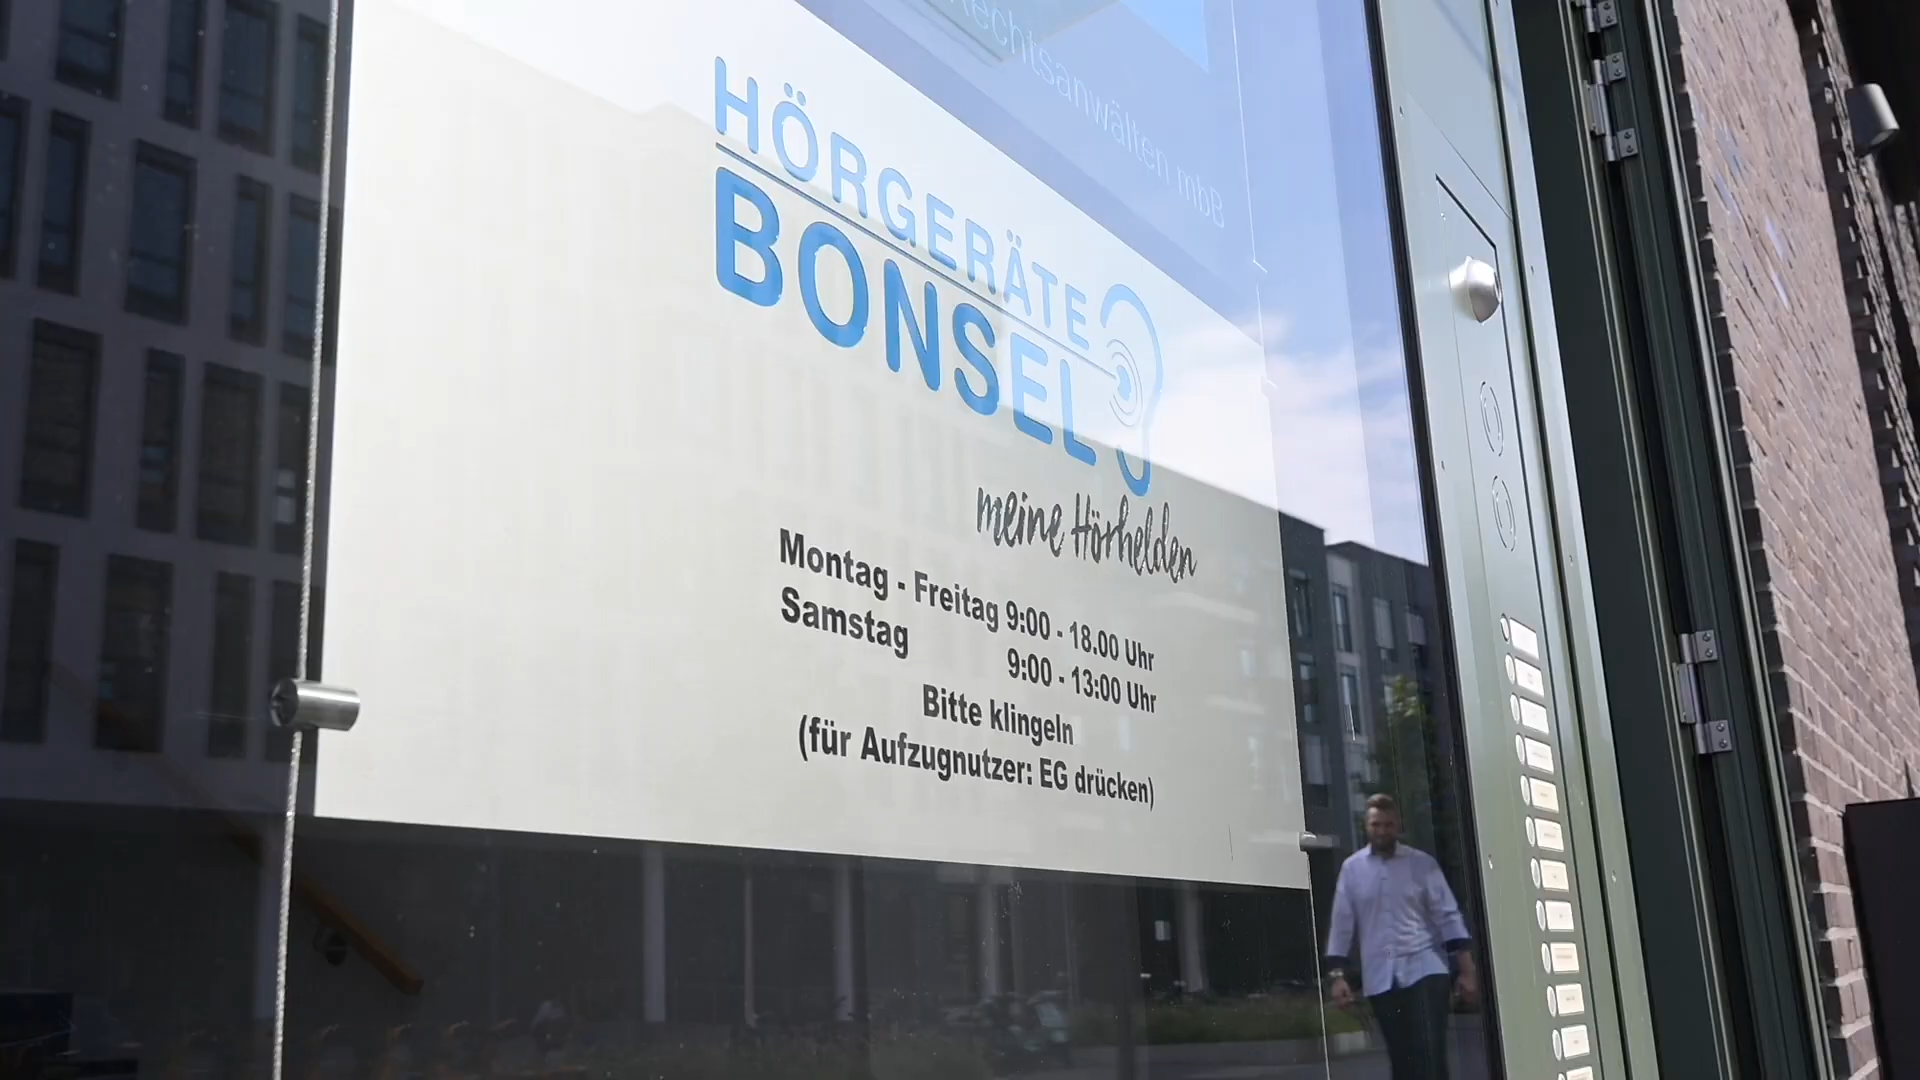 Rechtsanwälten mbB
HÖRGERÄTE
BONSEL
meine Hörhelden
Montag - Freitag 9:00 - 18.00 Uhr
Samstag 9:00 - 13:00 Uhr
Bitte klingeln
(für Aufzugnutzer: EG drücken)